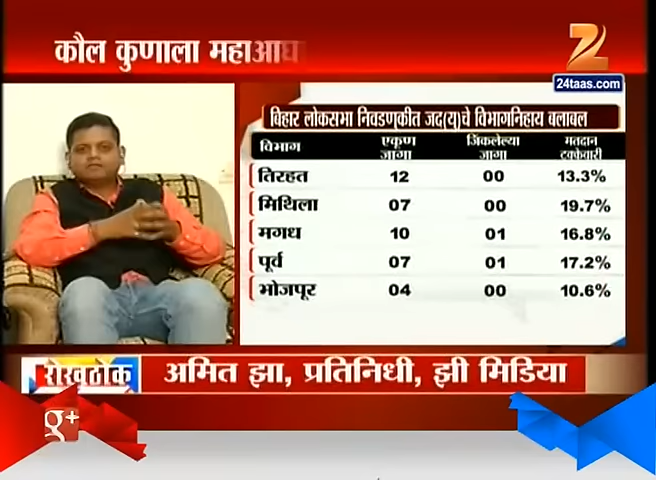 कौल कुणाला महाआघ
Z
24taas.com
बिहार लोकसभा निवडणुकीत जद(यु)चे विभागनिहाय बलाबल
विभाग एकूण जागा जिंकलेल्या जागा मतदान टक्केवारी
तिरहत 12 00 13.3%
मिथिला 07 00 19.7%
मगध 10 01 16.8%
पूर्व 07 01 17.2%
भोजपूर 04 00 10.6%
रोखठोक
अमित झा, प्रतिनिधी, झी मिडिया
g+